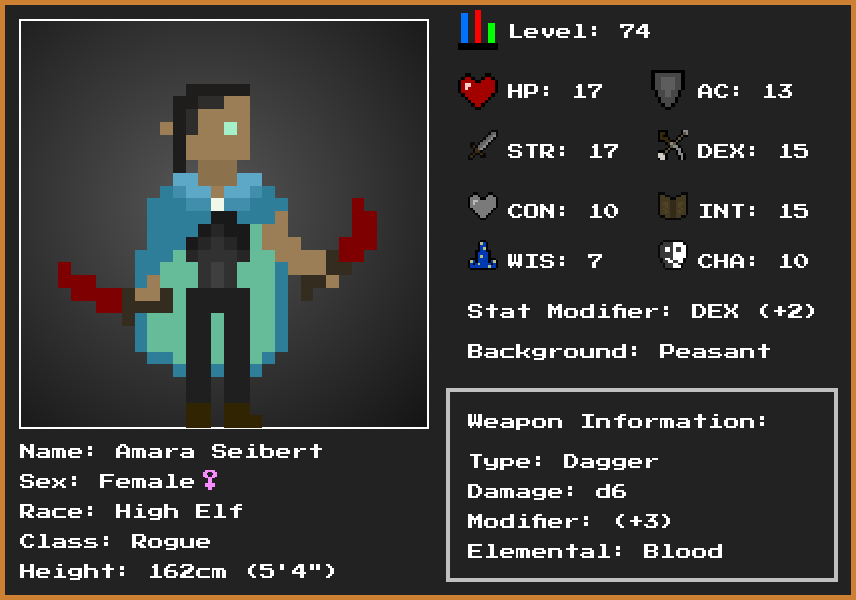 Level: 74
HP: 17 AC: 13
STR: 17 DEX: 15
CON: 10 INT: 15
WIS: 7 CHA: 10
Stat Modifier: DEX (+2)
Background: Peasant
Weapon Information:
Type: Dagger
Damage: d6
Modifier: (+3)
Elemental: Blood
Name: Amara Seibert
Sex: Female♀
Race: High Elf
Class: Rogue
Height: 162cm (5'4")